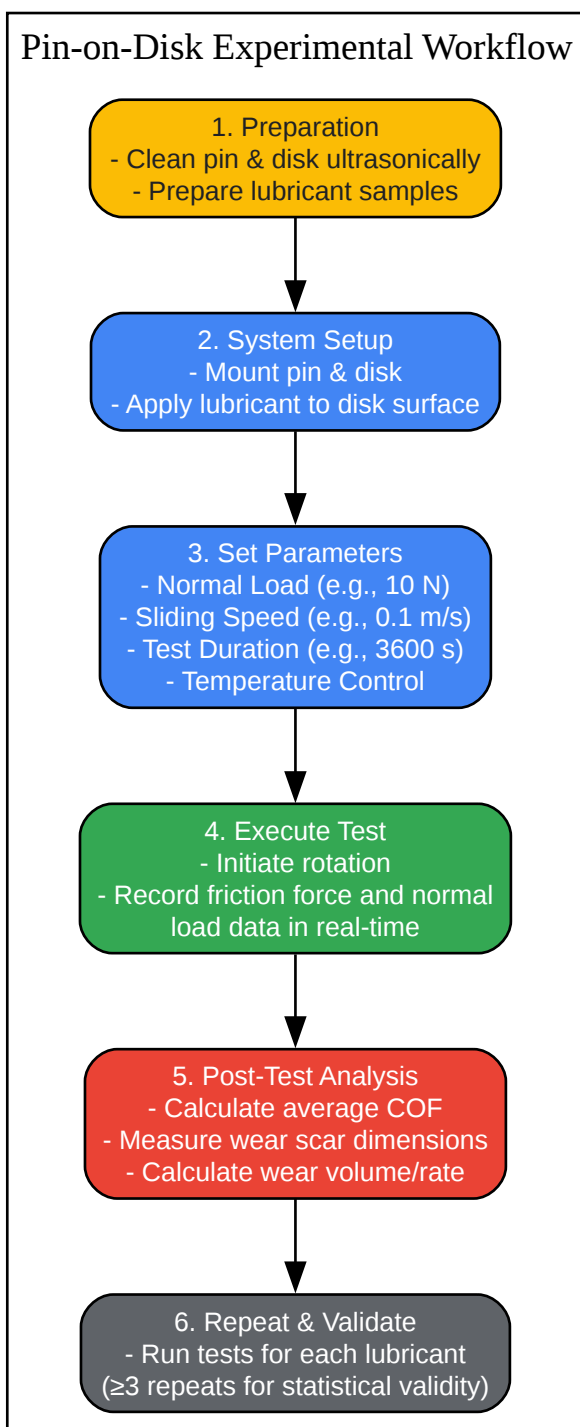 Pin-on-Disk Experimental Workflow
1. Preparation
- Clean pin & disk ultrasonically
- Prepare lubricant samples
2. System Setup
- Mount pin & disk
- Apply lubricant to disk surface
3. Set Parameters
- Normal Load (e.g., 10 N)
- Sliding Speed (e.g., 0.1 m/s)
- Test Duration (e.g., 3600 s)
- Temperature Control
4. Execute Test
- Initiate rotation
- Record friction force and normal
load data in real-time
5. Post-Test Analysis
- Calculate average COF
- Measure wear scar dimensions
- Calculate wear volume/rate
6. Repeat & Validate
- Run tests for each lubricant
(≥3 repeats for statistical validity)